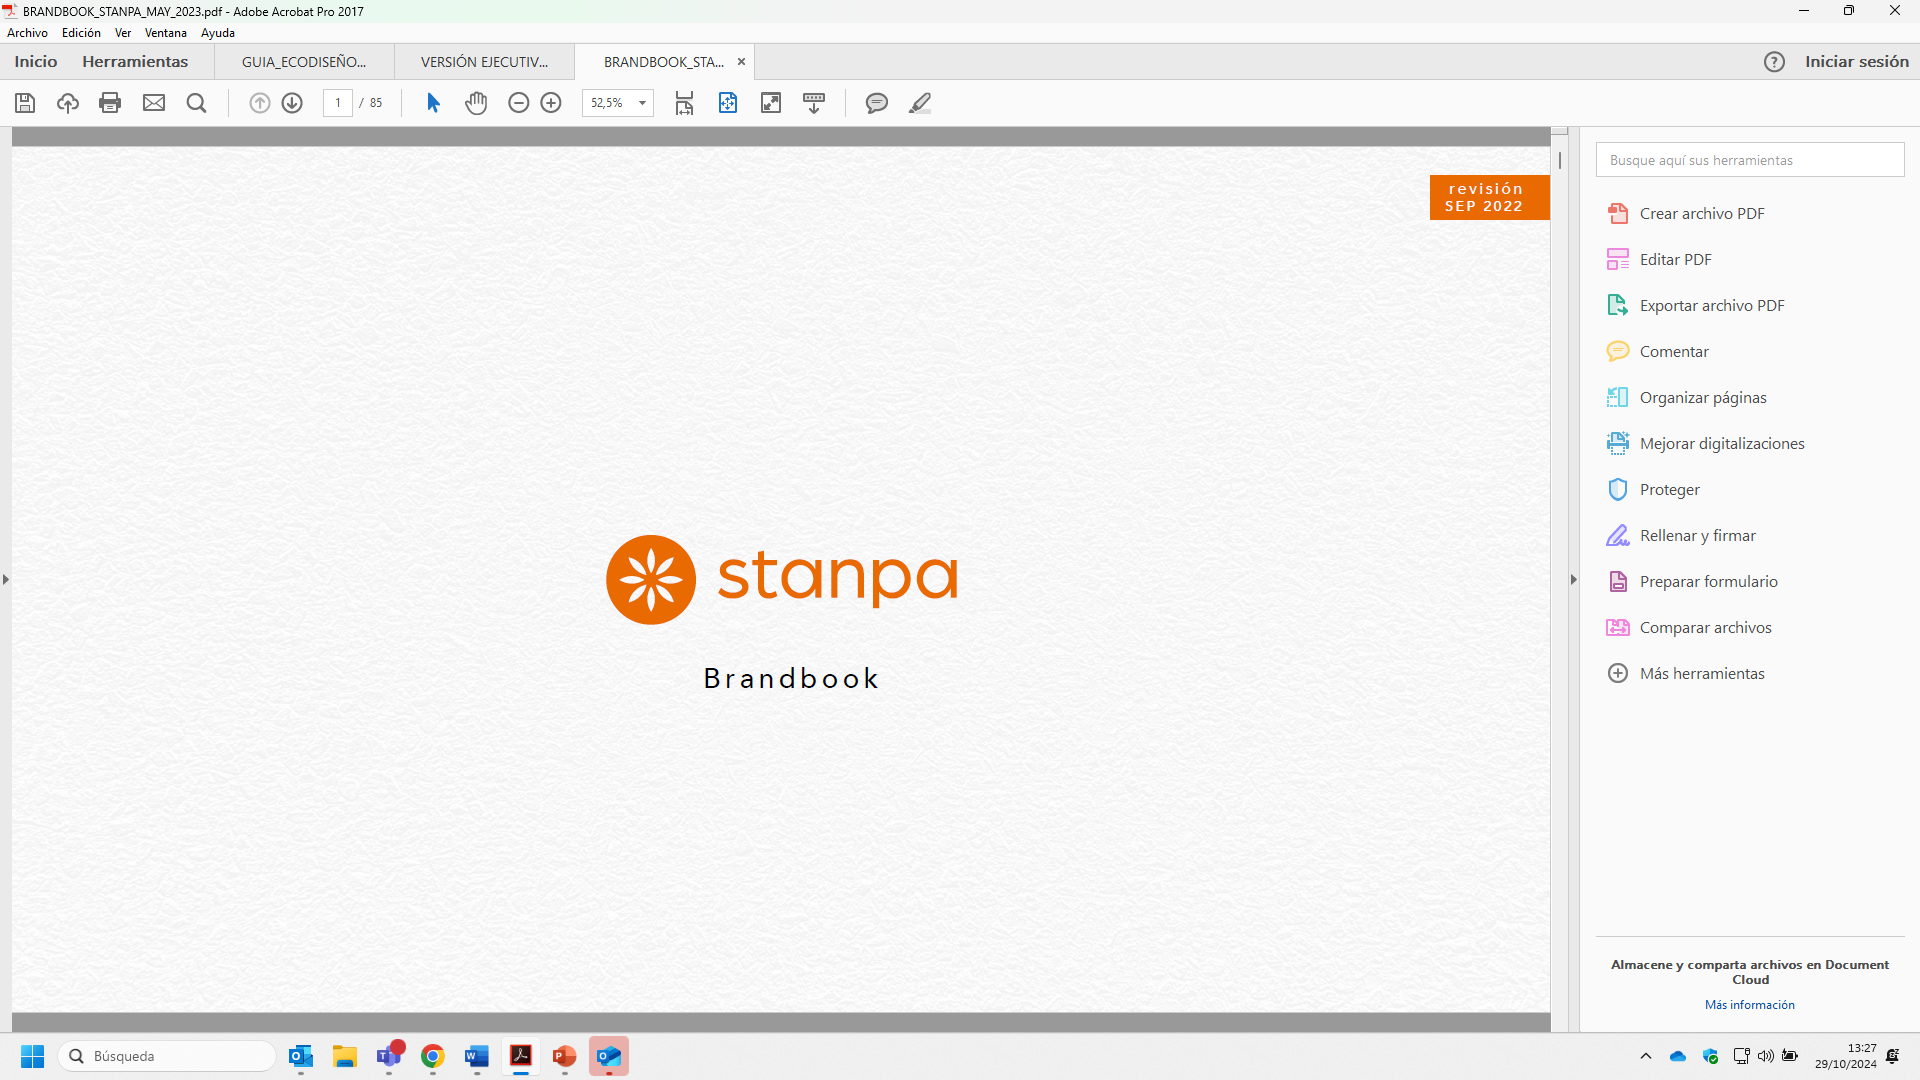 BRANDBOOK_STANPA_MAY_2023.pdf - Adobe Acrobat Pro 2017
Archivo Edición Ver Ventana Ayuda
Inicio Herramientas GUIA_ECODISEÑO... VERSIÓN EJECUTIV... BRANDBOOK_STA... × ? Iniciar sesión
1 / 85 52,5%
revisión
SEP 2022
stanpa
Brandbook
Busque aquí sus herramientas
Crear archivo PDF
Editar PDF
Exportar archivo PDF
Comentar
Organizar páginas
Mejorar digitalizaciones
Proteger
Rellenar y firmar
Preparar formulario
Comparar archivos
Más herramientas
Almacene y comparta archivos en Document
Cloud
Más información
Búsqueda
13:27
29/10/2024